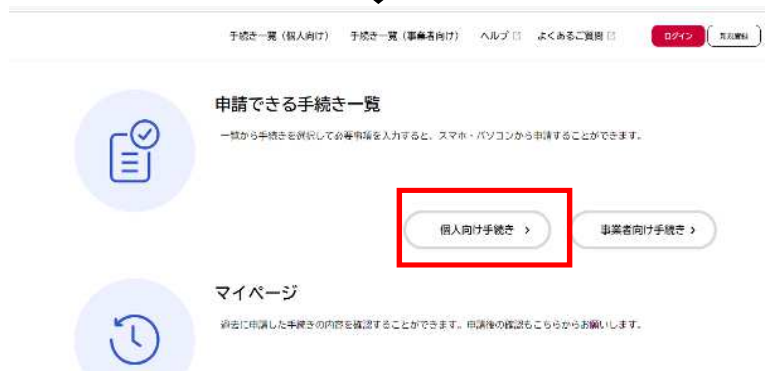 手続き一覧（個人向け） 手続き一覧（事業者向け） ヘルプ よくあるご質問 ログイン 新規登録
申請できる手続き一覧
一覧から手続きを選択して必要事項を入力すると、スマホ・パソコンから申請することができます。
個人向け手続き > 事業者向け手続き >
マイページ
過去に申請した手続きの内容を確認することができます。申請後の確認もこちらからお願いします。